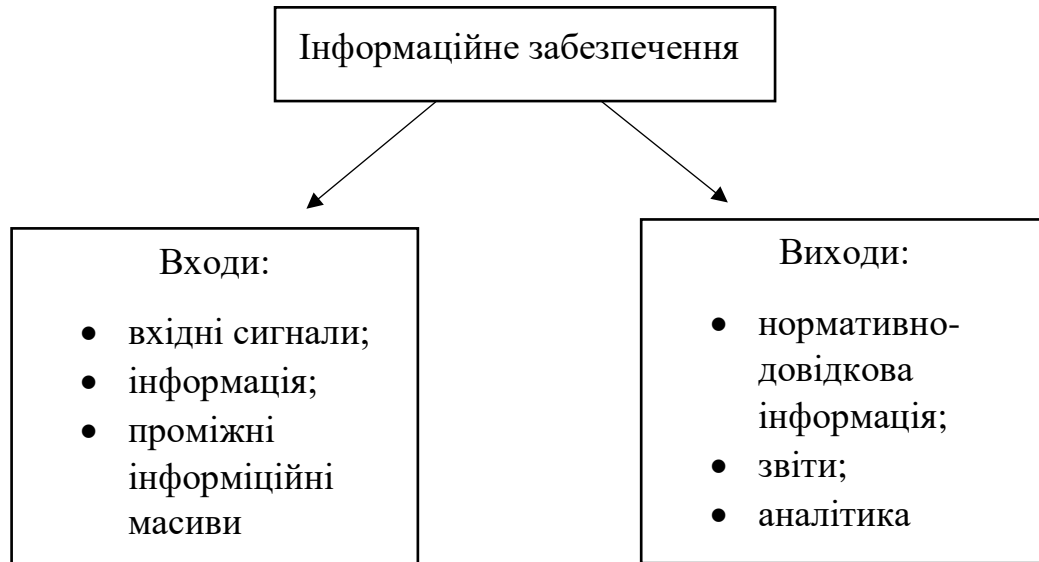 Інформаційне забезпечення
Входи:
• вхідні сигнали;
• інформація;
• проміжні
інформіційні
масиви
Виходи:
• нормативно-
довідкова
інформація;
• звіти;
• аналітика